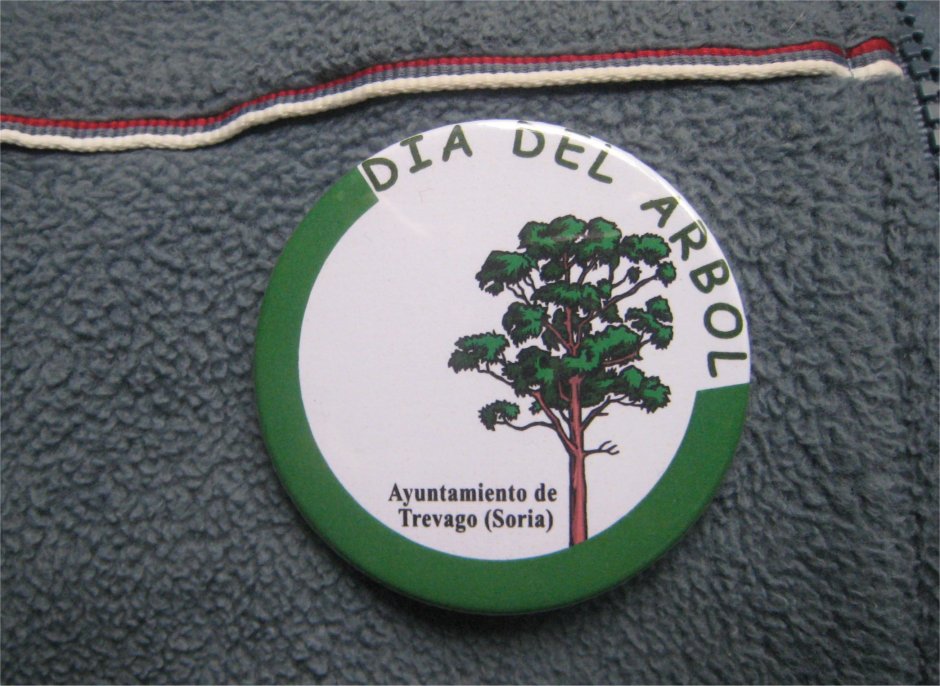 DIA DEL ARBOL
Ayuntamiento de
Trevago (Soria)